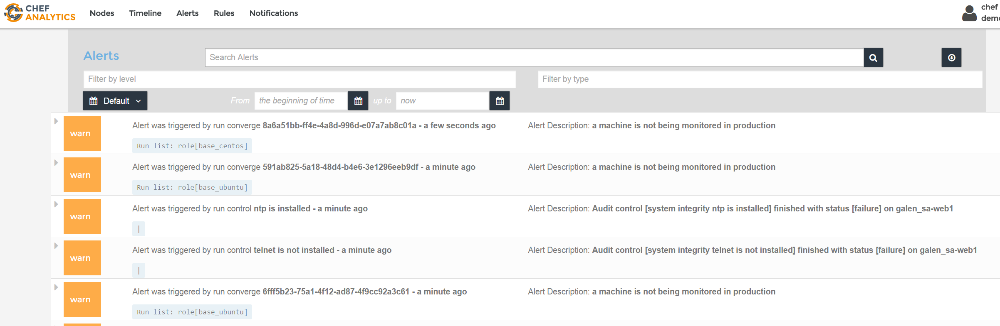 CHEF
ANALYTICS
Nodes Timeline Alerts Rules Notifications
chef
demo
Alerts
Search Alerts
Filter by level
Filter by type
Default
From the beginning of time up to now
warn
Alert was triggered by run converge 8a6a51bb-ff4e-4a8d-996d-e07a7ab8c01a - a few seconds ago
Alert Description: a machine is not being monitored in production
Run list: role[base_centos]
warn
Alert was triggered by run converge 591ab825-5a18-48d4-b4e6-3e1296eeb9df - a minute ago
Alert Description: a machine is not being monitored in production
Run list: role[base_ubuntu]
warn
Alert was triggered by run control ntp is installed - a minute ago
Alert Description: Audit control [system integrity ntp is installed] finished with status [failure] on galen_sa-web1
|
warn
Alert was triggered by run control telnet is not installed - a minute ago
Alert Description: Audit control [system integrity telnet is not installed] finished with status [failure] on galen_sa-web1
|
warn
Alert was triggered by run converge 6fff5b23-75a1-4f12-ad87-4f9cc92a3c61 - a minute ago
Alert Description: a machine is not being monitored in production
Run list: role[base_ubuntu]